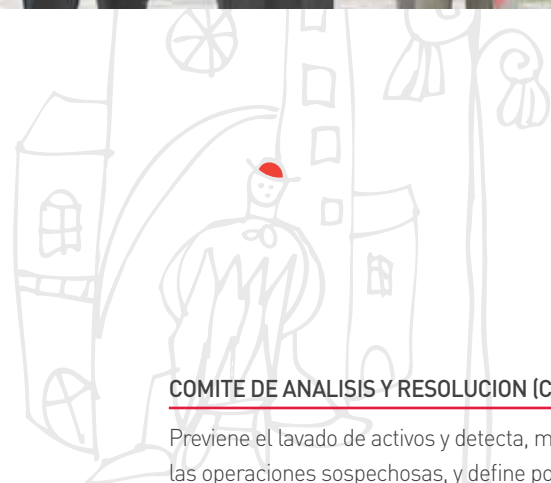 COMITE DE ANALISIS Y RESOLUCION (C
Previene el lavado de activos y detecta, m
las operaciones sospechosas, y define po